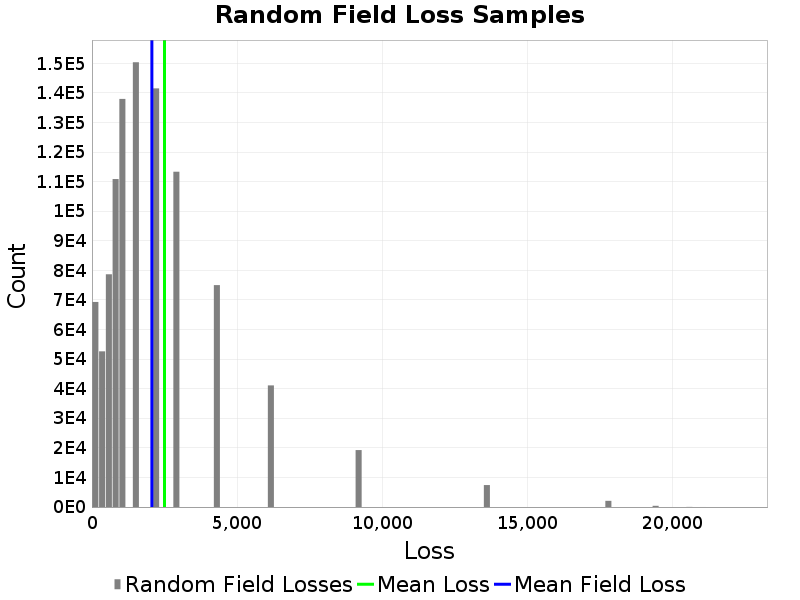 Random Field Loss Samples
1.5E5
1.4E5
1.3E5
1.2E5
1.1E5
1E5
9E4
8E4
7E4
6E4
5E4
4E4
3E4
2E4
1E4
0E0
Count
0 5,000 10,000 15,000 20,000
Loss
Random Field Losses Mean Loss Mean Field Loss